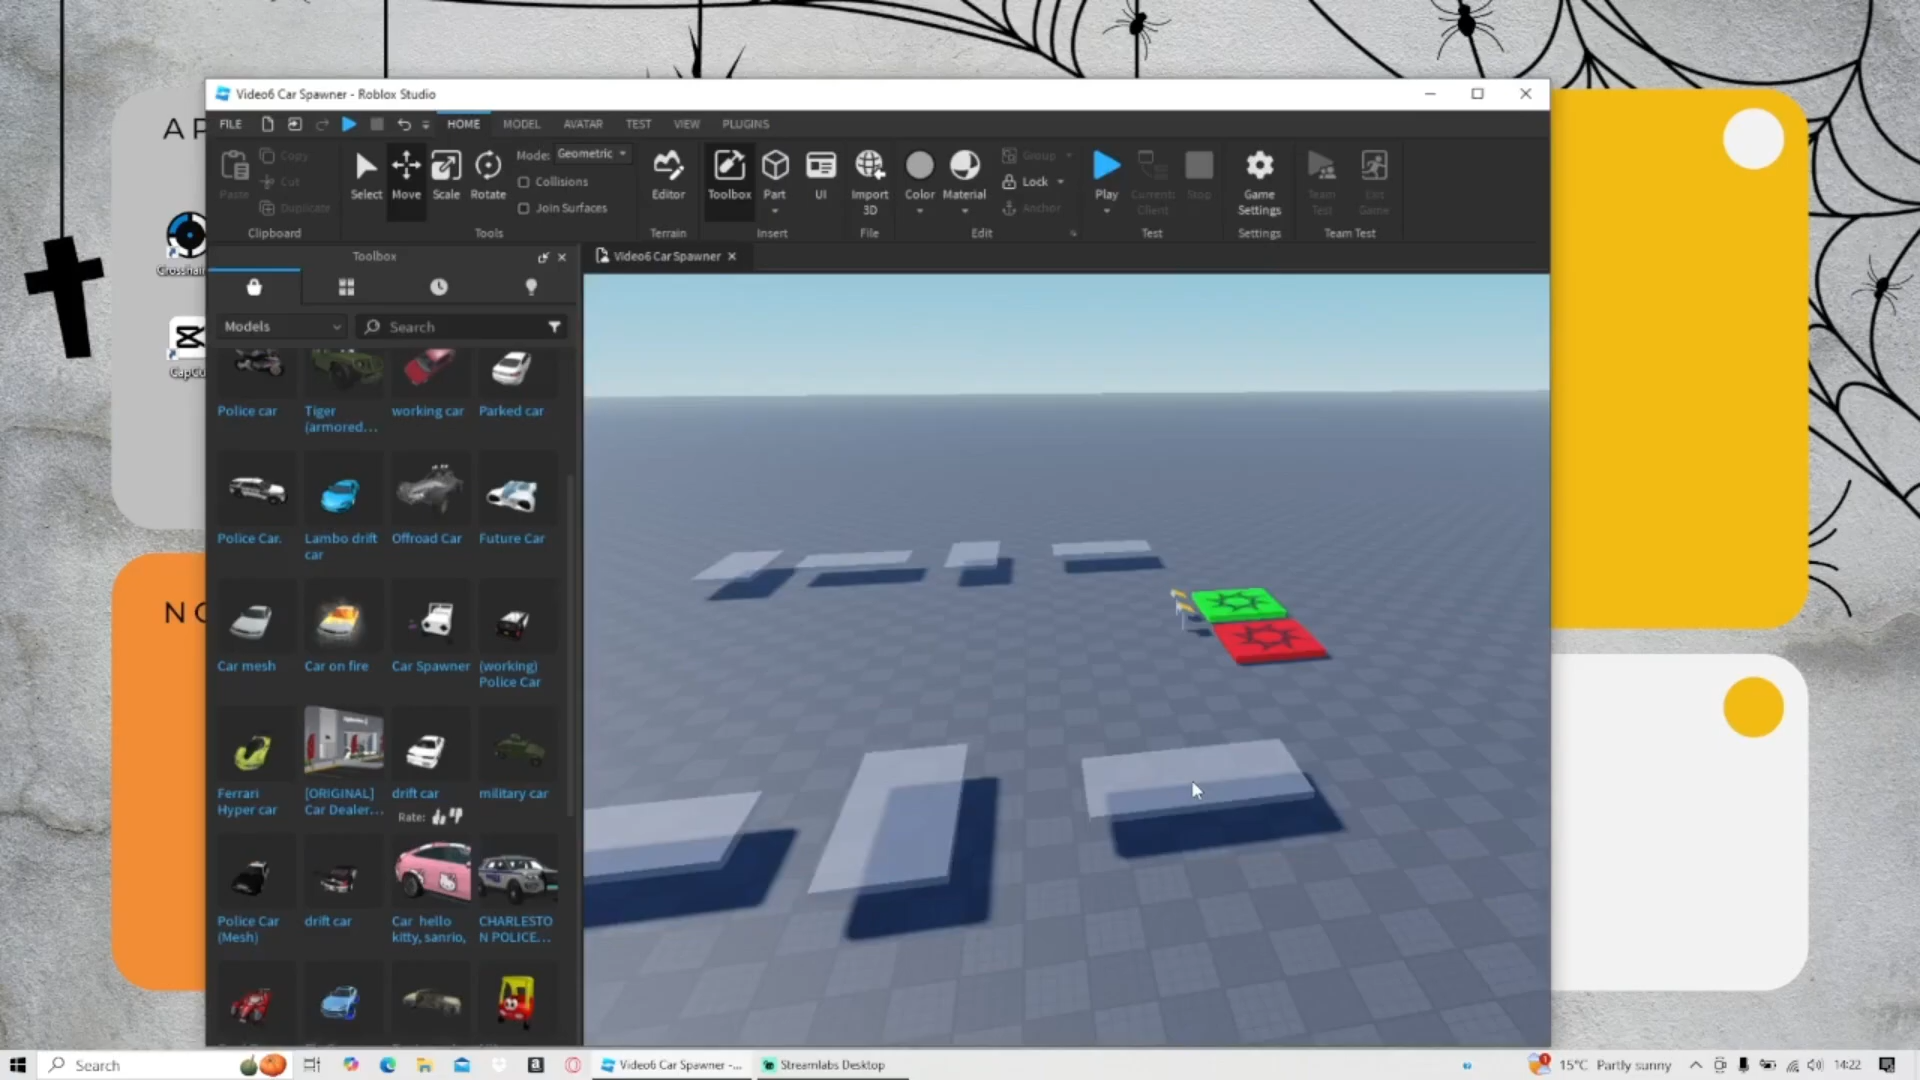 AP
NO
Crosshair
CapCu
Video6 Car Spawner - Roblox Studio
FILE HOME MODEL AVATAR TEST VIEW PLUGINS
Paste Copy Cut Duplicate
Clipboard
Select Move Scale Rotate
Mode: Geometric
Collisions
Join Surfaces
Tools
Editor
Terrain
Toolbox Part UI
Insert
Import 3D
File
Color Material
Group
Lock
Anchor
Edit
Play Current: Client Stop
Test
Game Settings
Settings
Team Test
Exit Game
Team Test
Toolbox
Video6 Car Spawner
Models
Search
Police car
Tiger (armored...
working car
Parked car
Police Car.
Lambo drift car
Offroad Car
Future Car
Car mesh
Car on fire
Car Spawner
(working) Police Car
Ferrari Hyper car
[ORIGINAL] Car Dealer...
drift car
Rate:
military car
Police Car (Mesh)
drift car
Car hello kitty, sanrio,
CHARLESTON POLICE...
Search
Video6 Car Spawner -...
Streamlabs Desktop
1
15°C Partly sunny
14:22